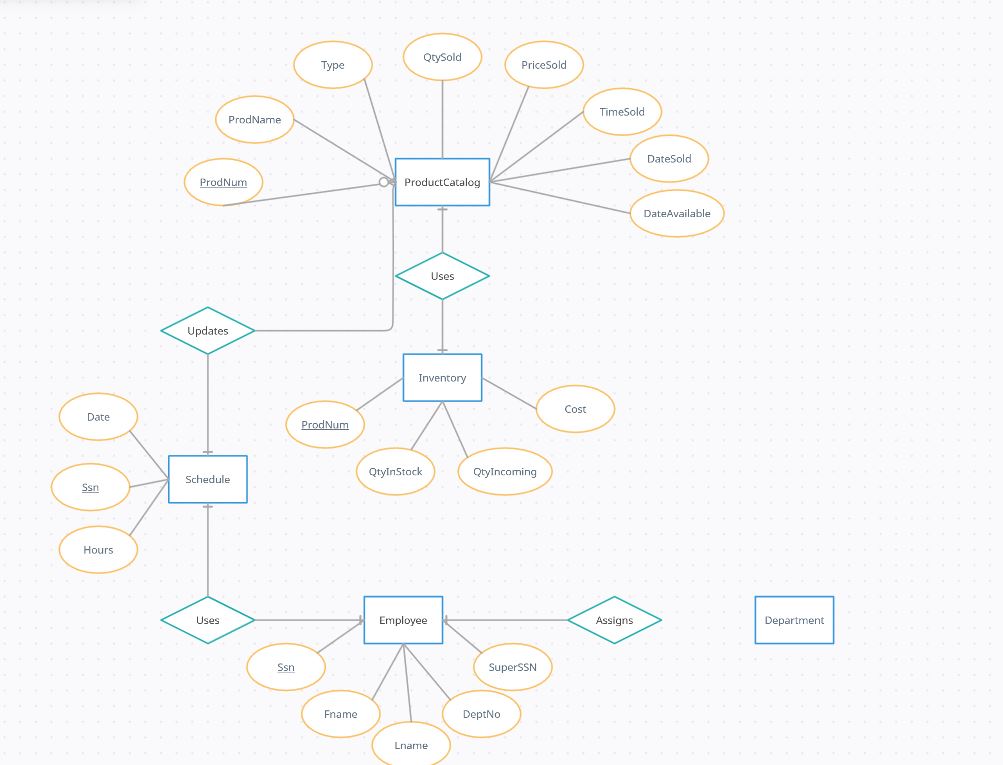 QtySold
Type
PriceSold
TimeSold
ProdName
DateSold
ProdNum
ProductCatalog
DateAvailable
Uses
Updates
Inventory
Cost
Date
ProdNum
QtyInStock
QtyIncoming
Schedule
Ssn
Hours
Uses
Employee
Assigns
Department
Ssn
SuperSSN
Fname
DeptNo
Lname